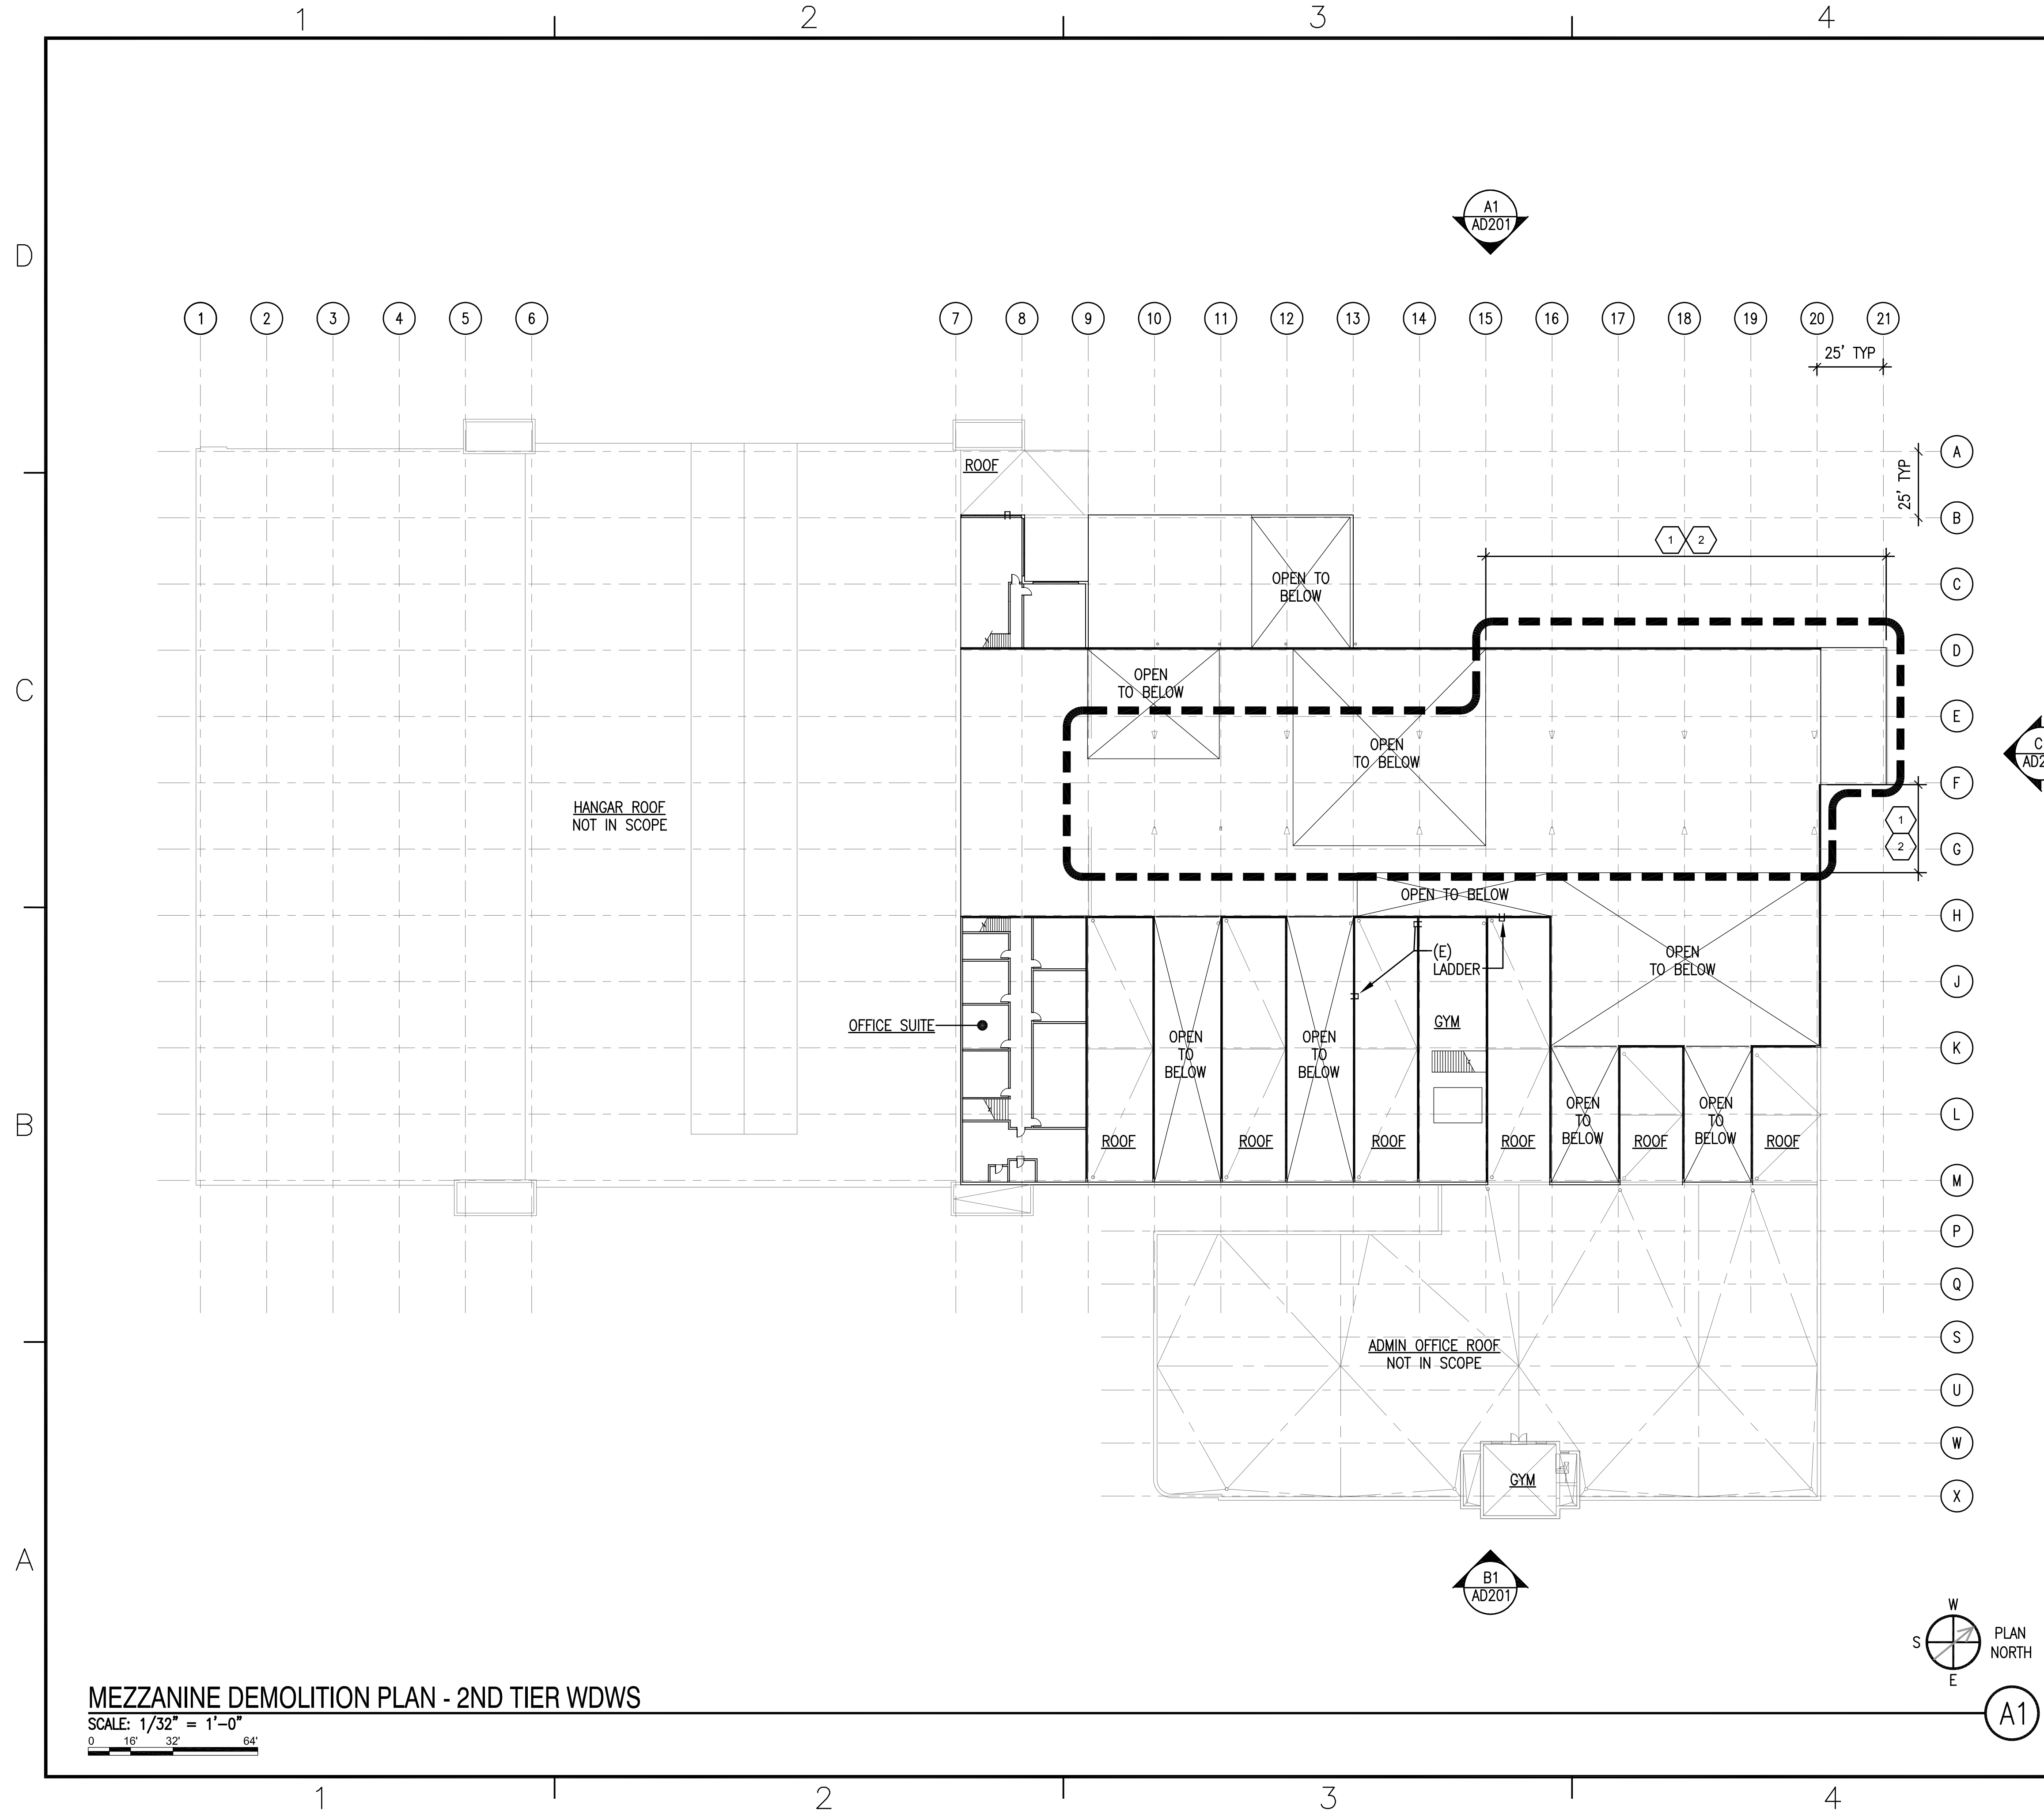 1 2 3 4
D
A1
AD201
1 2 3 4 5 6 7 8 9 10 11 12 13 14 15 16 17 18 19 20 21
25' TYP
A
ROOF
25' TYP
B
1 2
OPEN TO
BELOW
C
D
OPEN
TO BELOW
C
E
OPEN
TO BELOW
C
F
HANGAR ROOF
NOT IN SCOPE
1
2
G
OPEN TO BELOW
H
(E)
LADDER
OPEN
TO BELOW
J
OFFICE SUITE
GYM
OPEN
TO
BELOW
OPEN
TO
BELOW
K
OPEN
TO
BELOW
OPEN
TO
BELOW
L
B
ROOF
ROOF
ROOF
ROOF
ROOF
ROOF
M
P
Q
ADMIN OFFICE ROOF
NOT IN SCOPE
S
U
W
GYM
X
A
B1
AD201
W
S
E
PLAN
NORTH
MEZZANINE DEMOLITION PLAN - 2ND TIER WDWS
SCALE: 1/32" = 1'-0"
0 16' 32' 64'
A1
1 2 3 4